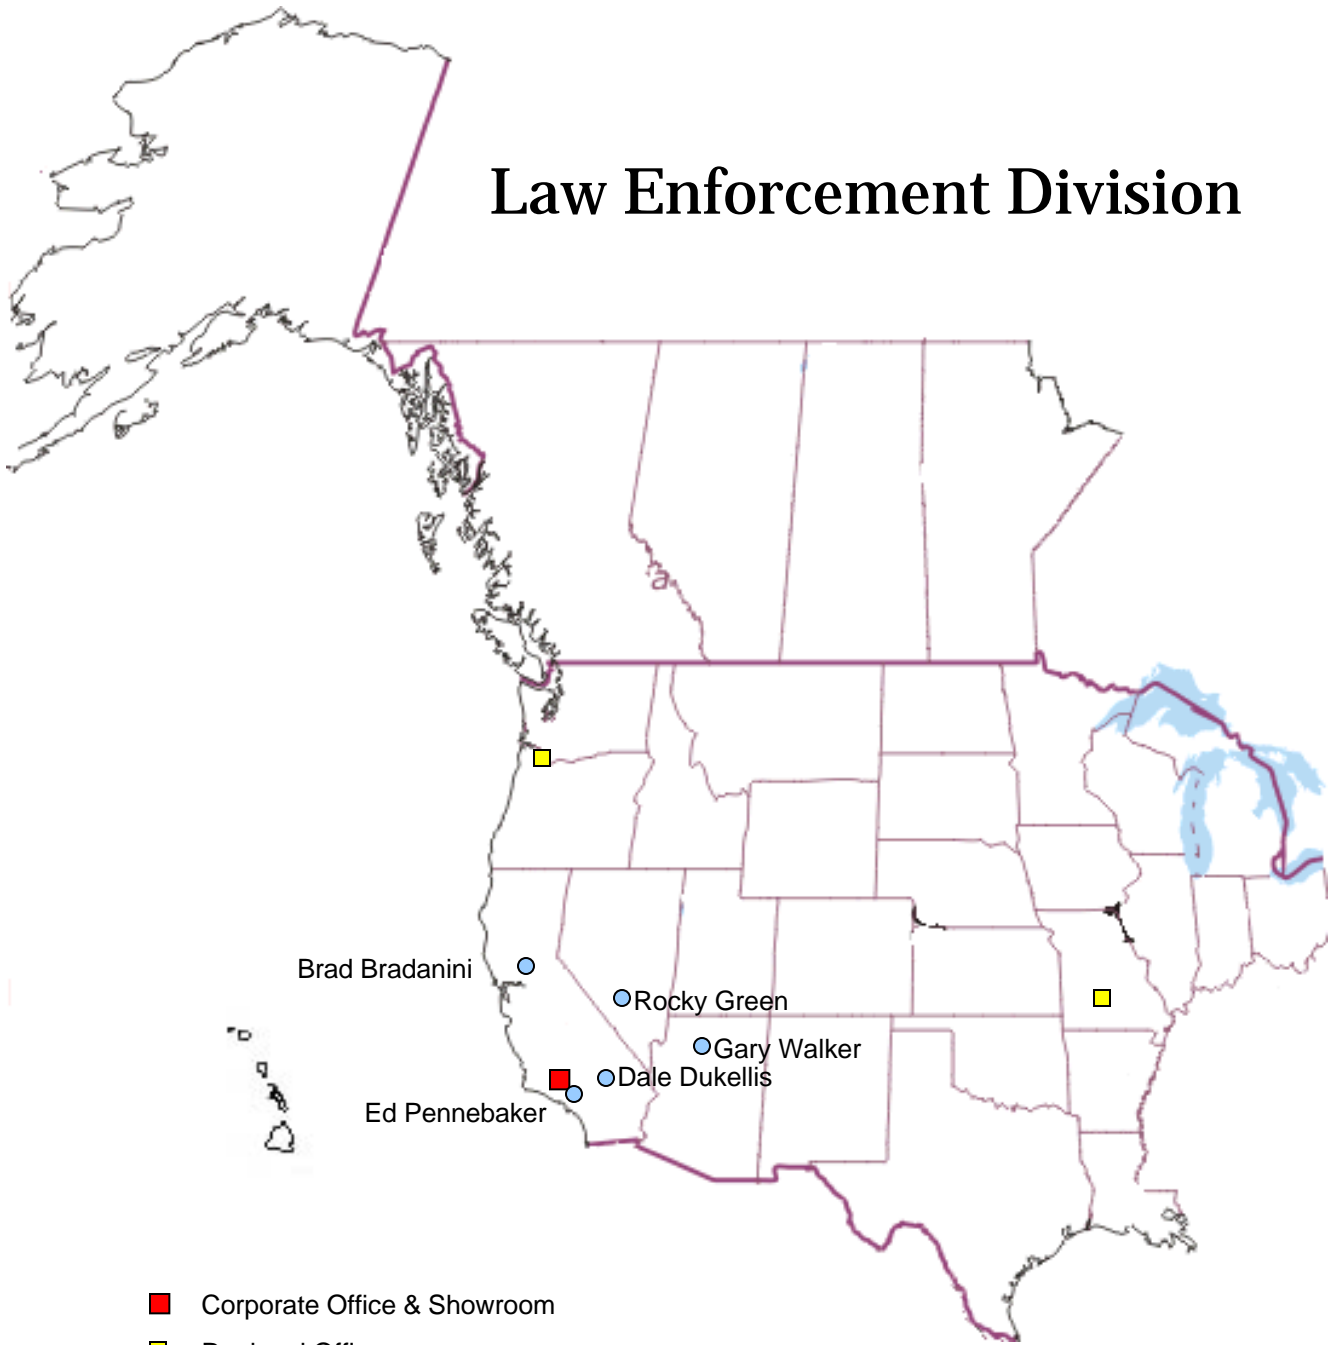 Law Enforcement Division
Brad Bradanini
Rocky Green
Gary Walker
Dale Dukellis
Ed Pennebaker
Corporate Office & Showroom